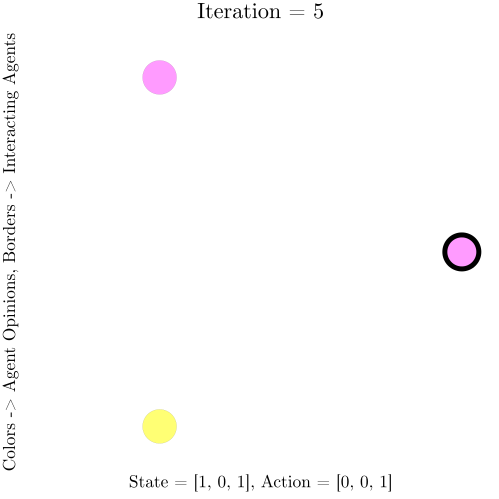 Iteration = 5
Colors -> Agent Opinions, Borders -> Interacting Agents
State = [1, 0, 1], Action = [0, 0, 1]